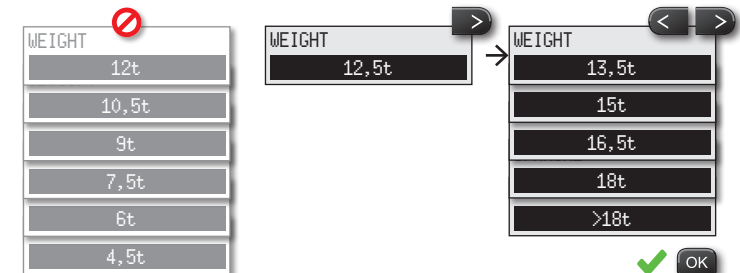 WEIGHT
12t
10,5t
9t
7,5t
6t
4,5t
>
WEIGHT
12,5t
→
< >
WEIGHT
13,5t
15t
16,5t
18t
>18t
OK